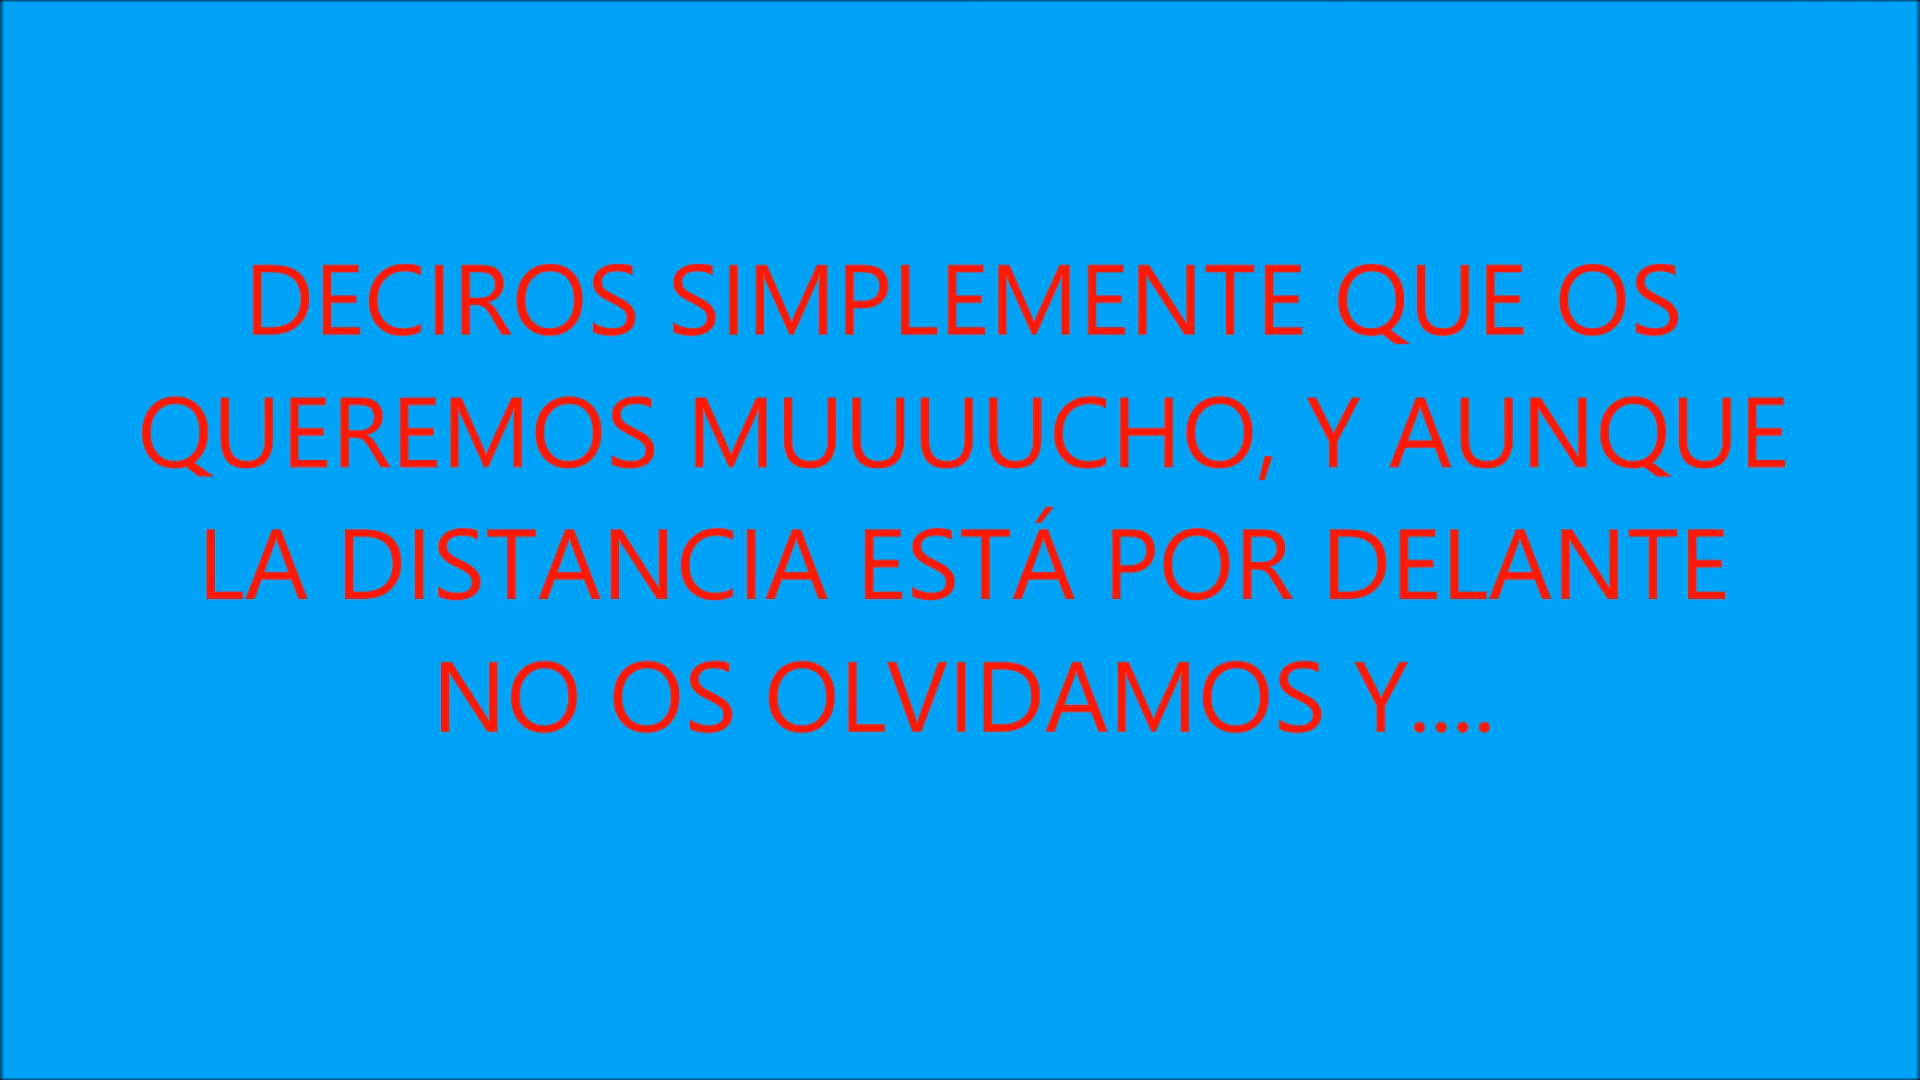 DECIROS SIMPLEMENTE QUE OS
QUEREMOS MUUUUCHO, Y AUNQUE
LA DISTANCIA ESTÁ POR DELANTE
NO OS OLVIDAMOS Y....